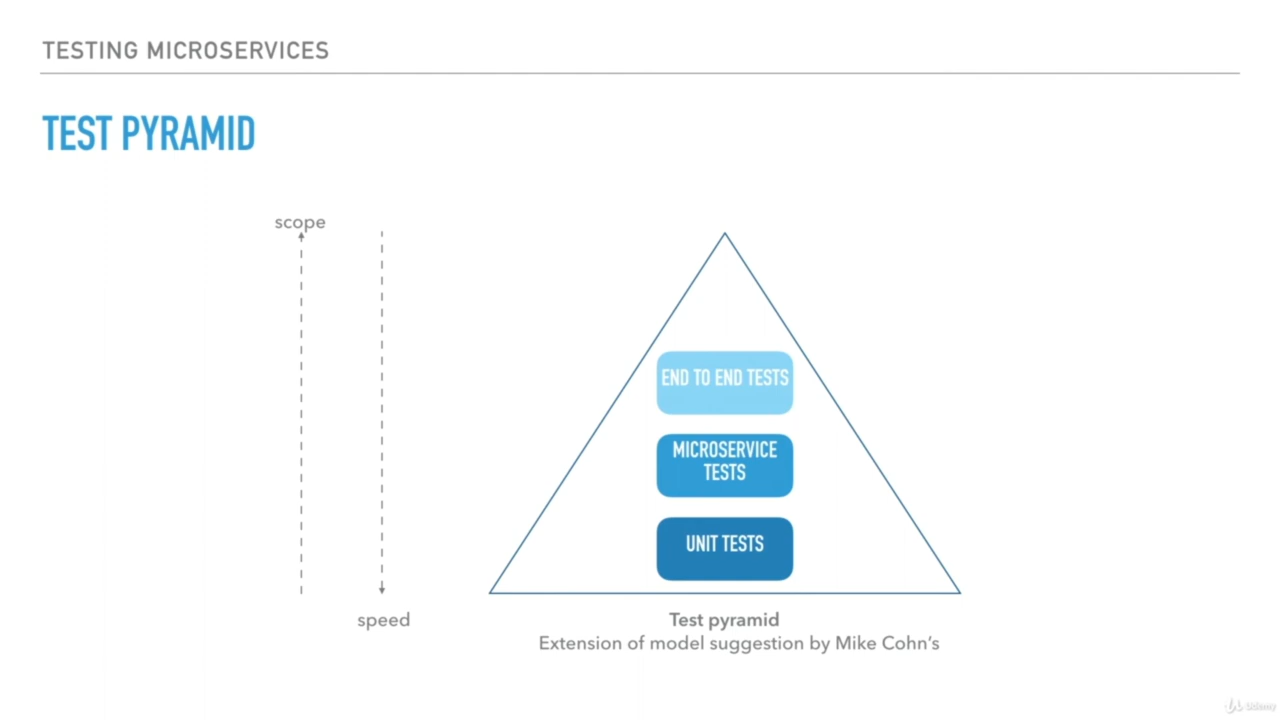 TESTING MICROSERVICES
TEST PYRAMID
scope
END TO END TESTS
MICROSERVICE
TESTS
UNIT TESTS
speed
Test pyramid
Extension of model suggestion by Mike Cohn's
Udemy